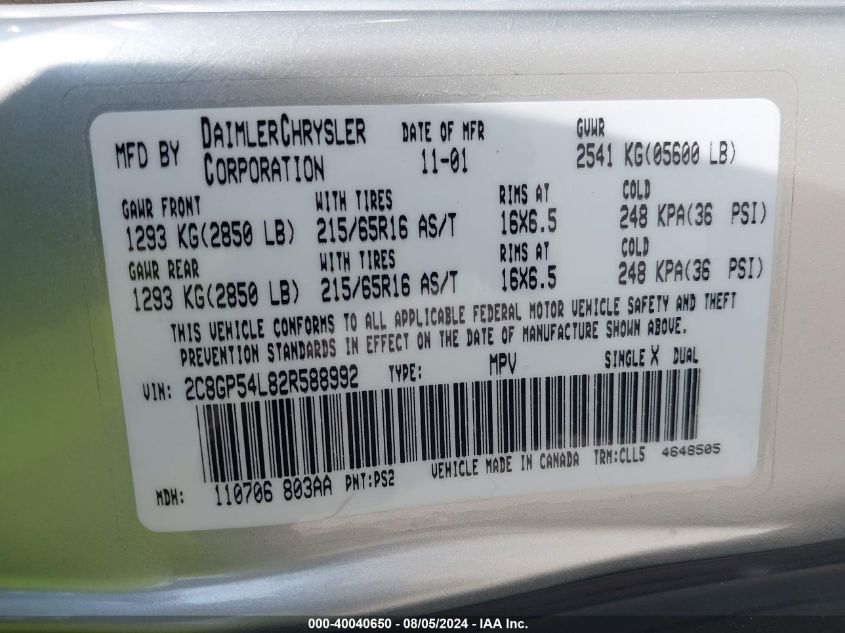 MFD BY DAIMLERCHRYSLER CORPORATION DATE OF MFR 11-01 GVWR 2541 KG(05600 LB)
GAWR FRONT WITH TIRES RIMS AT COLD
1293 KG(2850 LB) 215/65R16 AS/T 16X6.5 248 KPA(36 PSI)
GAWR REAR WITH TIRES RIMS AT COLD
1293 KG(2850 LB) 215/65R16 AS/T 16X6.5 248 KPA(36 PSI)
THIS VEHICLE CONFORMS TO ALL APPLICABLE FEDERAL MOTOR VEHICLE SAFETY AND THEFT
PREVENTION STANDARDS IN EFFECT ON THE DATE OF MANUFACTURE SHOWN ABOVE.
VIN: 2C8GP54L82R588992 TYPE: MPV SINGLE X DUAL
MDH: 110706 803AA PNT:PS2 VEHICLE MADE IN CANADA TRM:CLL5 4648505
000-40040650 - 08/05/2024 - IAAI.com